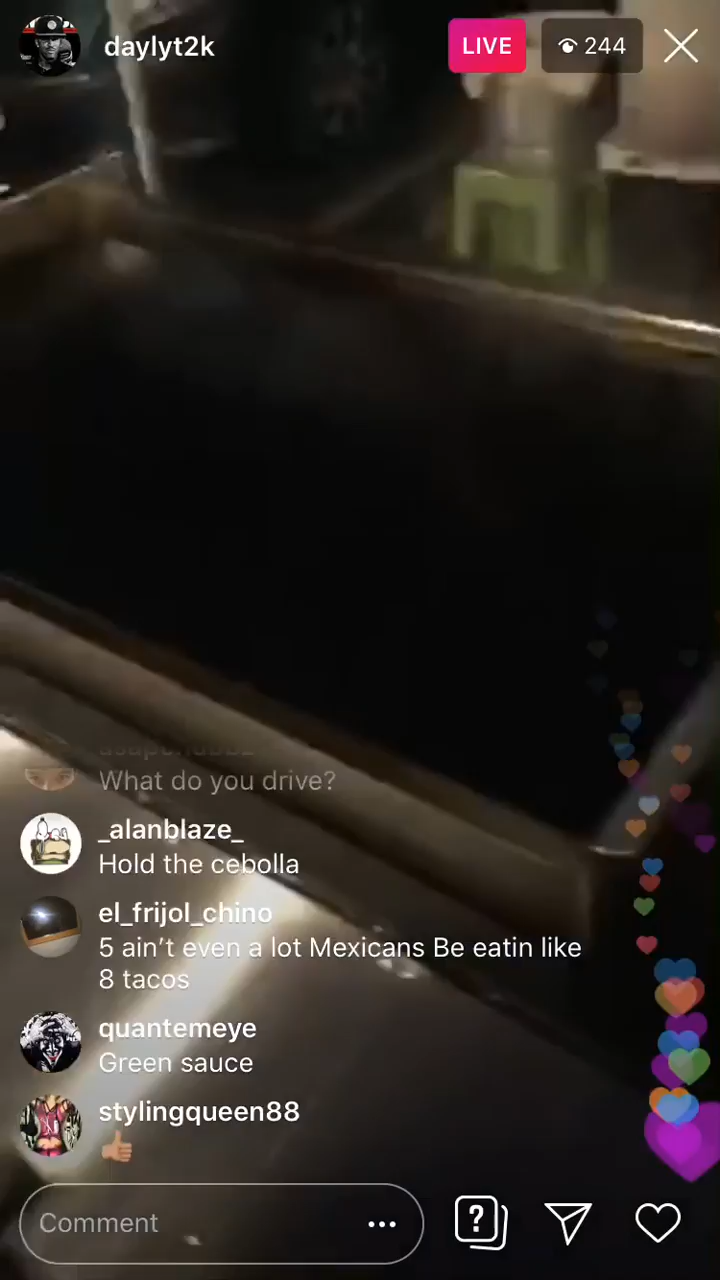 daylyt2k
LIVE
244
What do you drive?
_alanblaze_
Hold the cebolla
el_frijol_chino
5 ain't even a lot Mexicans Be eatin like
8 tacos
quantemeye
Green sauce
stylingqueen88
Comment